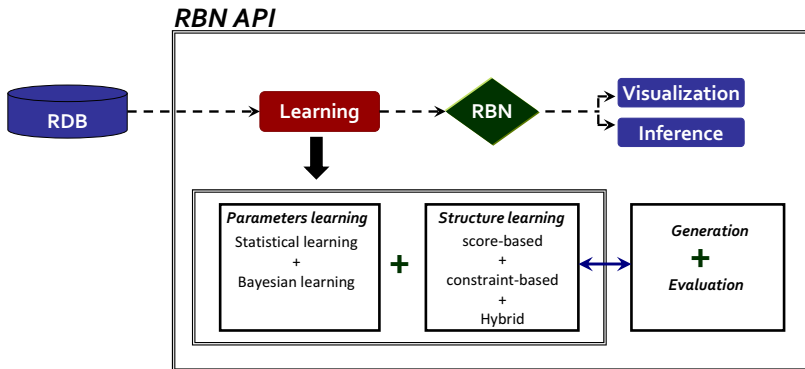 RBN API
RDB
Learning
RBN
Visualization
Inference
Parameters learning
Statistical learning
+
Bayesian learning
+
Structure learning
score-based
+
constraint-based
+
Hybrid
Generation
+
Evaluation